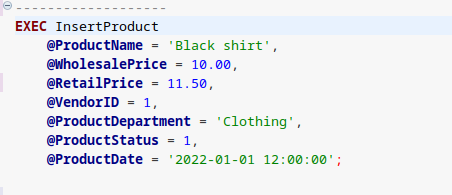 --------------------
EXEC InsertProduct
    @ProductName = 'Black shirt',
    @WholesalePrice = 10.00,
    @RetailPrice = 11.50,
    @VendorID = 1,
    @ProductDepartment = 'Clothing',
    @ProductStatus = 1,
    @ProductDate = '2022-01-01 12:00:00';